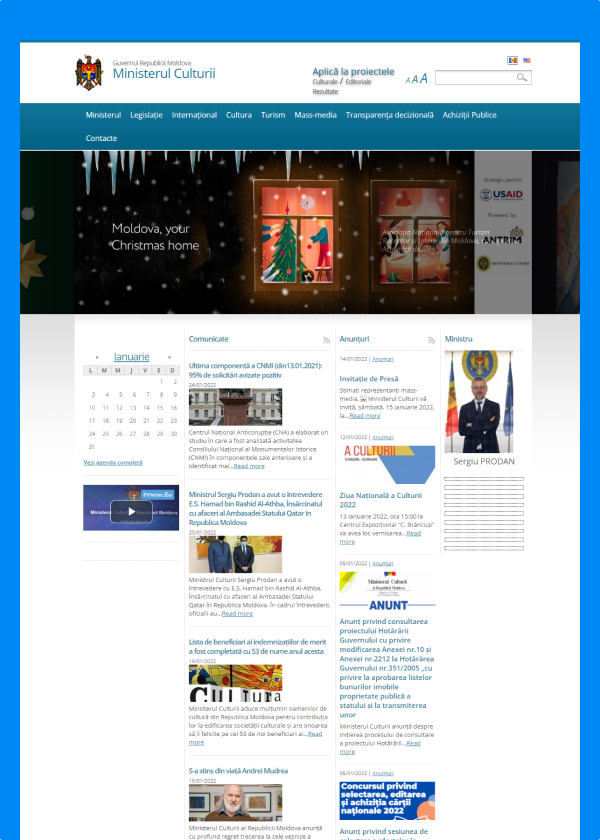 Guvernul Republicii Moldova
Ministerul Culturii
Aplică la proiectele
Culturale / Editoriale
Rezultate
A A A
Ministerul Legislație Internațional Cultura Turism Mass-media Transparența decizională Achiziții Publice
Contacte
Moldova, your
Christmas home
Asociația Națională pentru Turism
Receptor și Intern din Moldova,
Strategic partner
USAID
Powered by
ANTRIM
MINISTERUL CULTURII
« Ianuarie »
L M M J V S D
1 2
3 4 5 6 7 8 9
10 11 12 13 14 15 16
17 18 19 20 21 22 23
24 25 26 27 28 29 30
31
Vezi agenda completă
Privesc.Eu
Comunicate
Ultima componență a CNMI (din13.01.2021):
95% de solicitări avizate pozitiv
24/01/2022
Centrul Național Anticorupție (CNA) a elaborat un
studiu în care a fost analizată activitatea
Consiliului Național al Monumentelor Istorice
(CNMI) în componențele sale anterioare și a
identificat mai...Read more
Ministrul Sergiu Prodan a avut o întrevedere
E.S. Hamad bin Rashid Al-Athba, Însărcinatul
cu afaceri al Ambasadei Statului Qatar în
Republica Moldova
20/01/2022
Ministrul Culturii Sergiu Prodan a avut o
întrevedere cu E.S. Hamad bin Rashid Al-Athba,
Însărcinatul cu afaceri al Ambasadei Statului
Qatar în Republica Moldova. În cadrul întrevederii,
oficialii au...Read more
Lista de beneficiari ai indemnizațiilor de merit
a fost completată cu 53 de nume anul acesta
19/01/2022
Ministerul Culturii aduce mulțumiri oamenilor de
cultură din Republica Moldova pentru contribuția
lor la edificarea societății culturale și are onoarea
să îi felicite pe cei 53 de noi beneficiari ai...Read
more
S-a stins din viață Andrei Mudrea
16/01/2022
Ministerul Culturii al Republicii Moldova anunță
cu profund regret trecerea la cele veșnice a
Anunțuri
14/01/2022 | Anunțuri
Invitație de Presă
Stimați reprezentanți mass-
media, Ministerul Culturii vă
invită, sâmbătă, 15 ianuarie 2022,
la...Read more
12/01/2022 | Anunțuri
A CULTURII
Ziua Națională a Culturii
2022
13 ianuarie 2022, ora 15:00 la
Centrul Expozițional "C. Brâncuși"
va avea loc vernisarea...Read
more
05/01/2022 | Anunțuri
Ministerul Culturii
al Republicii Moldova
ANUNT
Anunț privind consultarea
proiectului Hotărârii
Guvernului cu privire
modificarea Anexei nr.10 și
Anexei nr.2212 la Hotărârea
Guvernului nr.351/2005 „cu
privire la aprobarea listelor
bunurilor imobile
proprietate publică a
statului și la transmiterea
unor
Ministerul Culturii anunță despre
inițierea procesului de consultare
a proiectului Hotărârii...Read
more
05/01/2022 | Anunțuri
Concursul privind
selectarea, editarea
și achiziția cărții
naționale 2022
Anunț privind sesiunea de
Ministru
Sergiu PRODAN